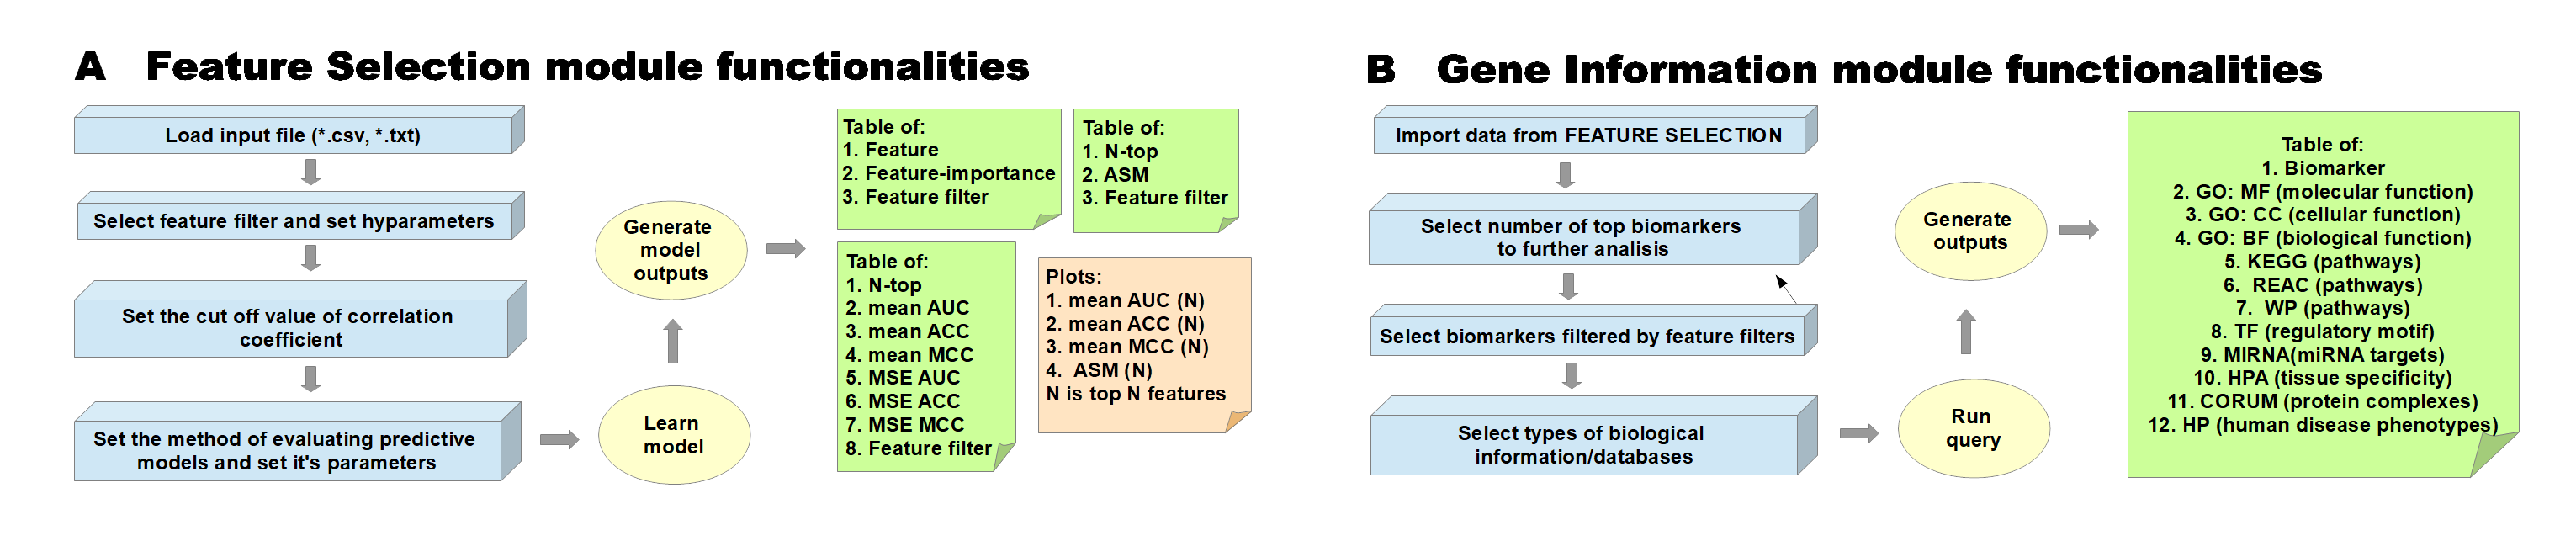 A Feature Selection module functionalities
Load input file (*.csv, *.txt)
Select feature filter and set hyparameters
Set the cut off value of correlation
coefficient
Set the method of evaluating predictive
models and set it's parameters
Learn
model
Generate
model
outputs
Table of:
1. Feature
2. Feature-importance
3. Feature filter
Table of:
1. N-top
2. ASM
3. Feature filter
Table of:
1. N-top
2. mean AUC
3. mean ACC
4. mean MCC
5. MSE AUC
6. MSE ACC
7. MSE MCC
8. Feature filter
Plots:
1. mean AUC (N)
2. mean ACC (N)
3. mean MCC (N)
4. ASM (N)
N is top N features
B Gene Information module functionalities
Import data from FEATURE SELECTION
Select number of top biomarkers
to further analisis
Select biomarkers filtered by feature filters
Select types of biological
information/databases
Run
query
Generate
outputs
Table of:
1. Biomarker
2. GO: MF (molecular function)
3. GO: CC (cellular function)
4. GO: BF (biological function)
5. KEGG (pathways)
6. REAC (pathways)
7. WP (pathways)
8. TF (regulatory motif)
9. MIRNA(miRNA targets)
10. HPA (tissue specificity)
11. CORUM (protein complexes)
12. HP (human disease phenotypes)